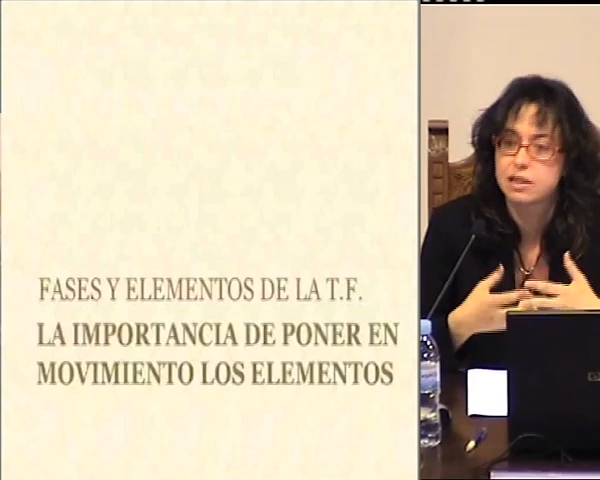 FASES Y ELEMENTOS DE LA T.F.
LA IMPORTANCIA DE PONER EN
MOVIMIENTO LOS ELEMENTOS